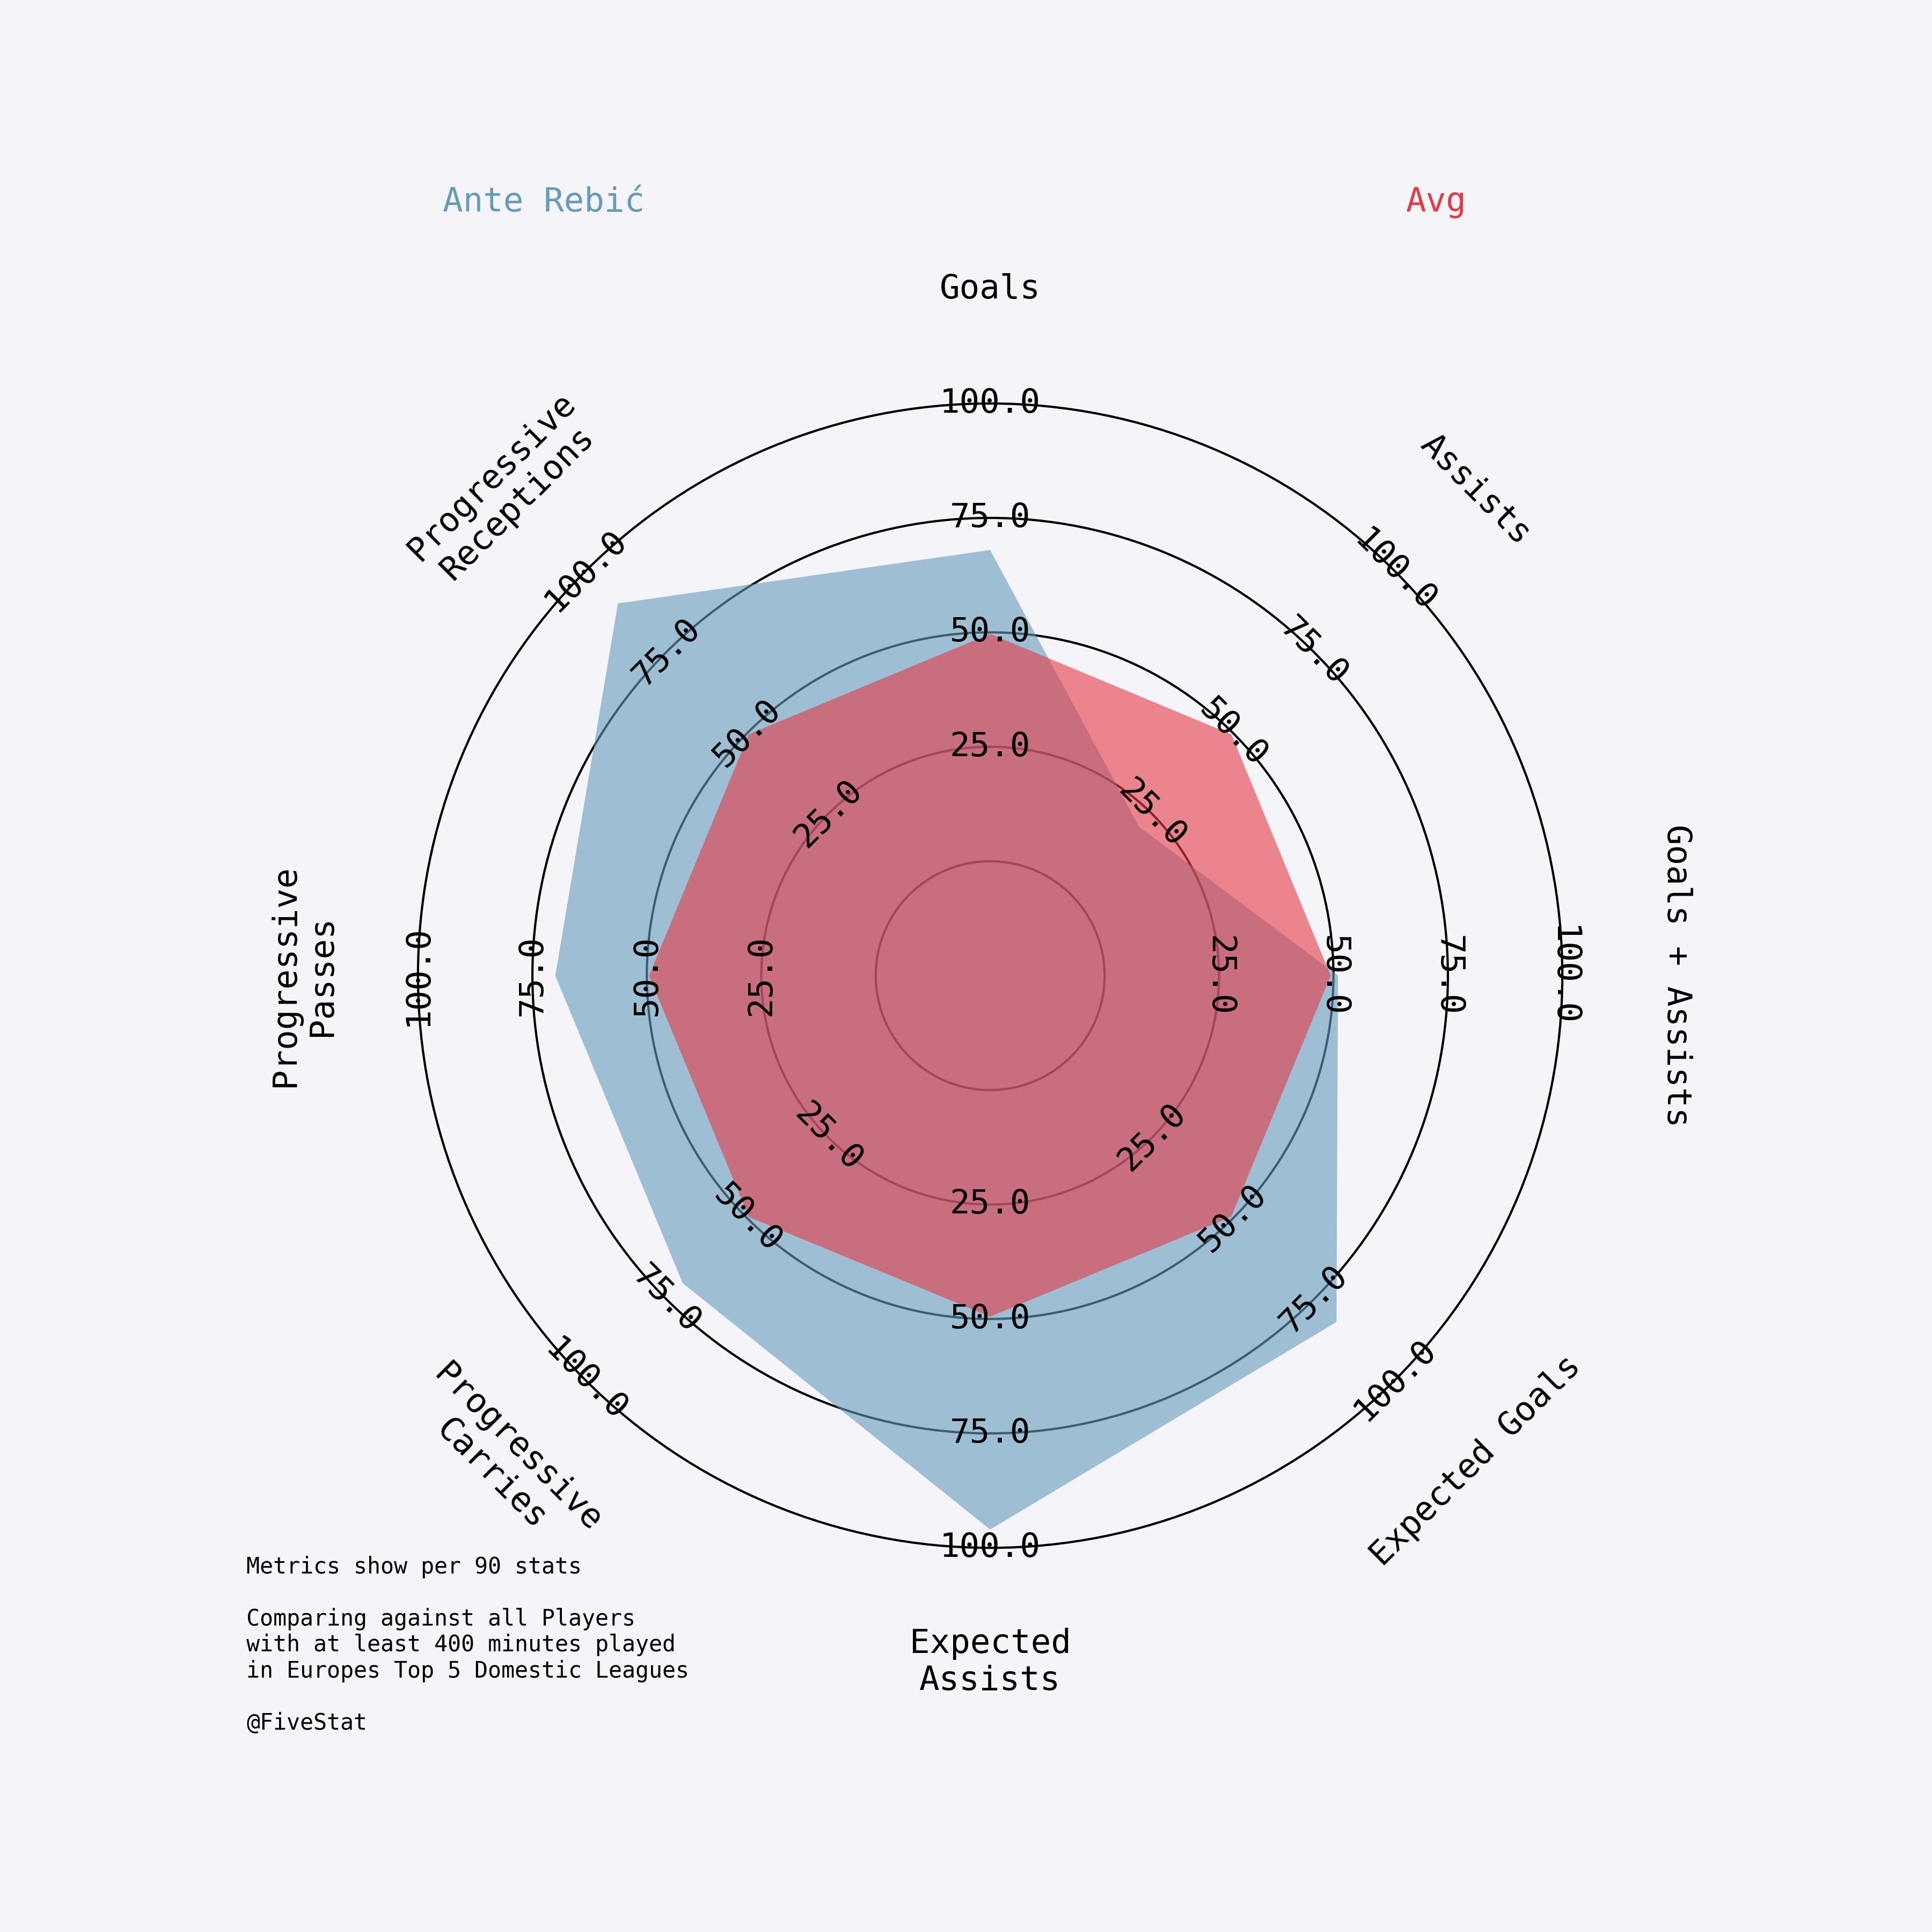 Ante Rebić
Avg
Goals
Assists
Goals + Assists
Expected Goals
Expected
Assists
Progressive
Carries
Progressive
Passes
Progressive
Receptions
100.0
75.0
50.0
25.0
100.0
75.0
50.0
25.0
100.0
75.0
50.0
25.0
100.0
75.0
50.0
25.0
25.0
50.0
75.0
100.0
100.0
75.0
50.0
25.0
100.0
75.0
50.0
25.0
100.0
75.0
50.0
25.0
Metrics show per 90 stats
Comparing against all Players
with at least 400 minutes played
in Europes Top 5 Domestic Leagues
@FiveStat